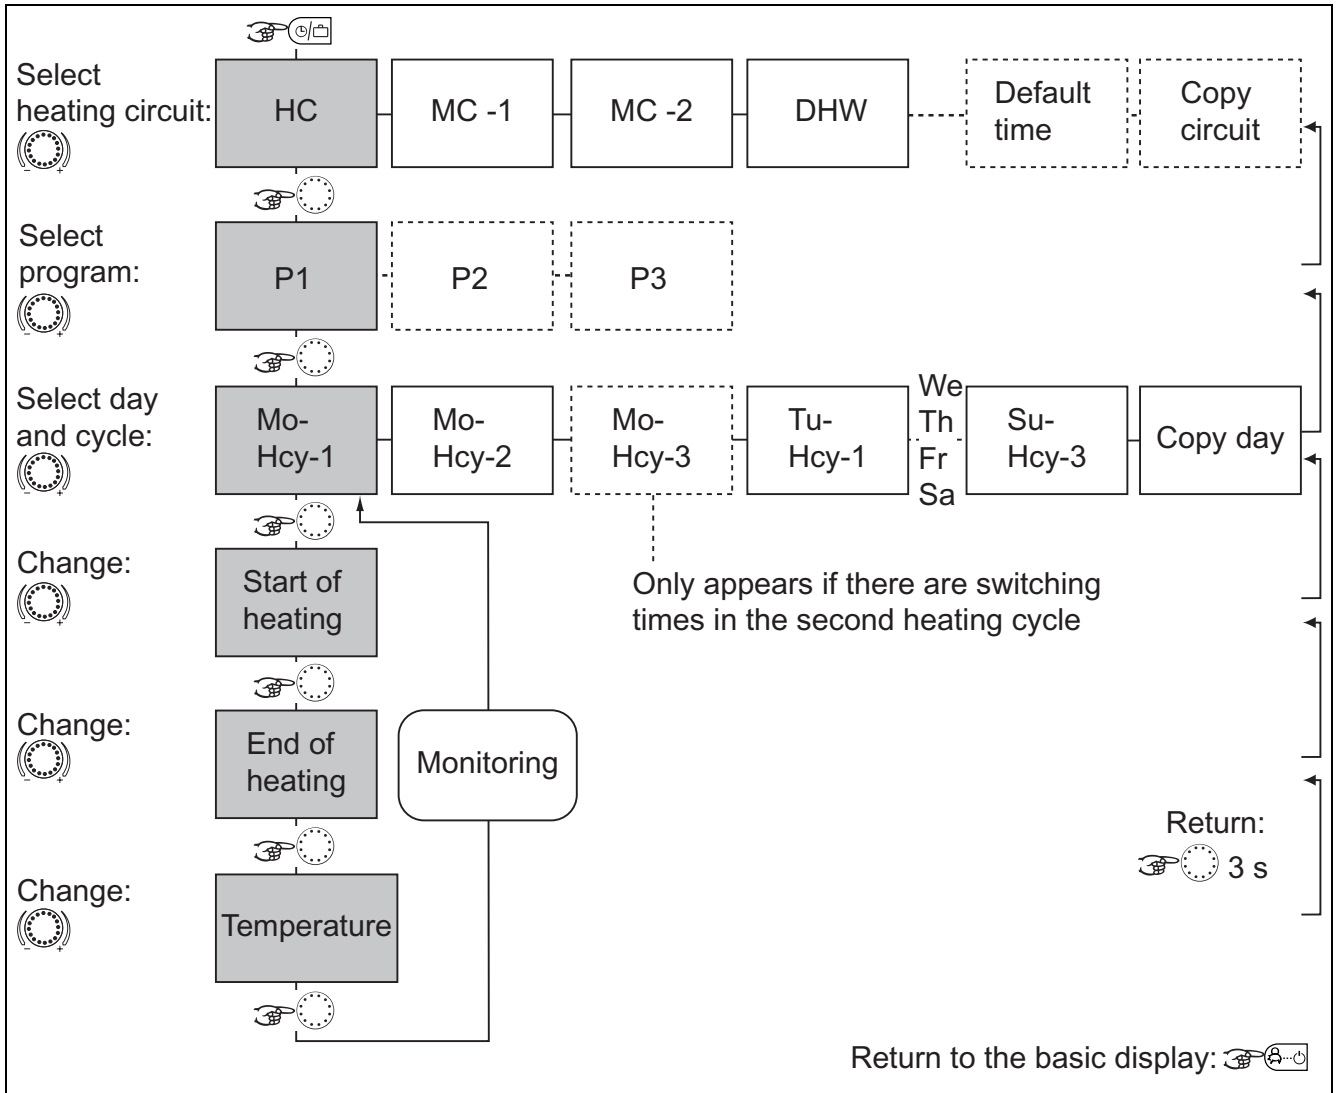 Select
heating circuit:
HC
MC -1
MC -2
DHW
Default
time
Copy
circuit
Select
program:
P1
P2
P3
Select day
and cycle:
Mo-
Hcy-1
Mo-
Hcy-2
Mo-
Hcy-3
Tu-
Hcy-1
We
Th
Fr
Sa
Su-
Hcy-3
Copy day
Change:
Start of
heating
Only appears if there are switching
times in the second heating cycle
Change:
End of
heating
Monitoring
Return:
3 s
Change:
Temperature
Return to the basic display: